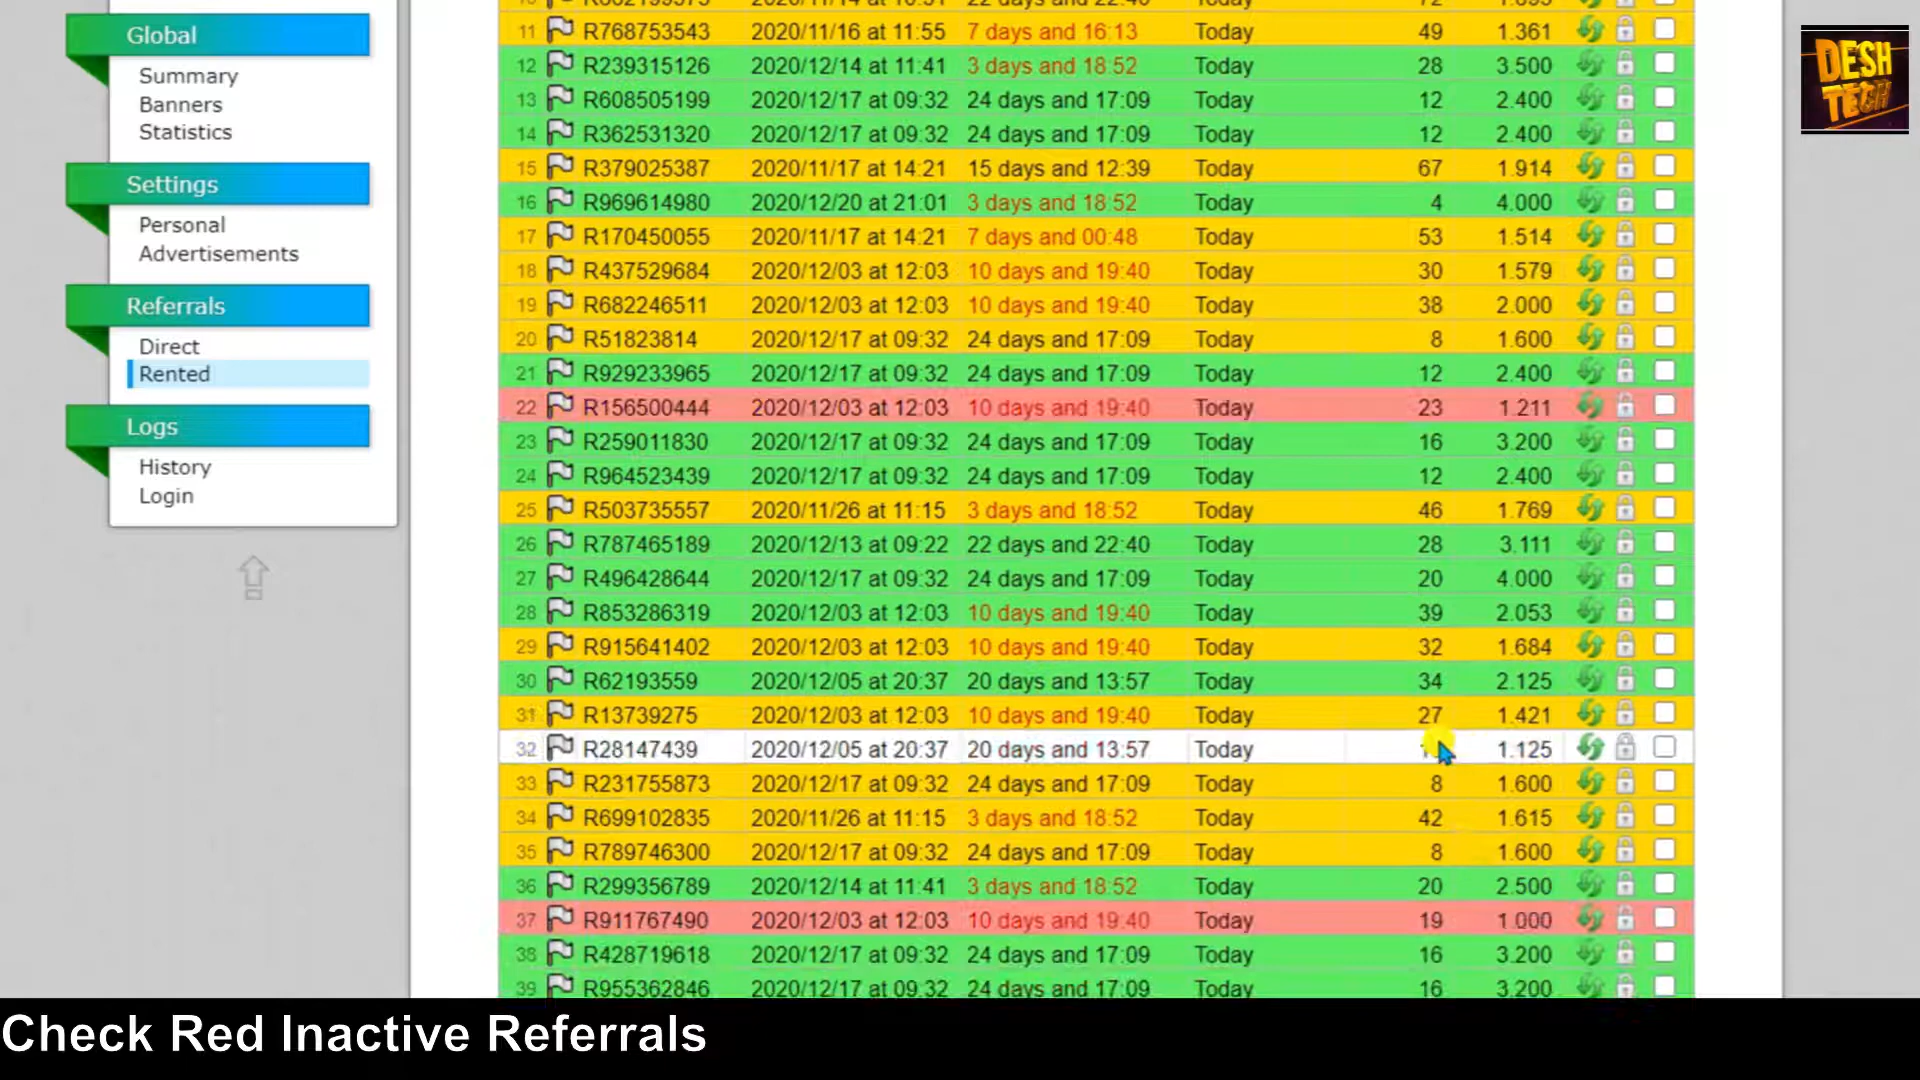 Global
Summary
Banners
Statistics
Settings
Personal
Advertisements
Referrals
Direct
Rented
Logs
History
Login
11 R768753543 2020/11/16 at 11:55 7 days and 16:13 Today 49 1.361
12 R239315126 2020/12/14 at 11:41 3 days and 18:52 Today 28 3.500
13 R608505199 2020/12/17 at 09:32 24 days and 17:09 Today 12 2.400
14 R362531320 2020/12/17 at 09:32 24 days and 17:09 Today 12 2.400
15 R379025387 2020/11/17 at 14:21 15 days and 12:39 Today 67 1.914
16 R969614980 2020/12/20 at 21:01 3 days and 18:52 Today 4 4.000
17 R170450055 2020/11/17 at 14:21 7 days and 00:48 Today 53 1.514
18 R437529684 2020/12/03 at 12:03 10 days and 19:40 Today 30 1.579
19 R682246511 2020/12/03 at 12:03 10 days and 19:40 Today 38 2.000
20 R51823814 2020/12/17 at 09:32 24 days and 17:09 Today 8 1.600
21 R929233965 2020/12/17 at 09:32 24 days and 17:09 Today 12 2.400
22 R156500444 2020/12/03 at 12:03 10 days and 19:40 Today 23 1.211
23 R259011830 2020/12/17 at 09:32 24 days and 17:09 Today 16 3.200
24 R964523439 2020/12/17 at 09:32 24 days and 17:09 Today 12 2.400
25 R503735557 2020/11/26 at 11:15 3 days and 18:52 Today 46 1.769
26 R787465189 2020/12/13 at 09:22 22 days and 22:40 Today 28 3.111
27 R496428644 2020/12/17 at 09:32 24 days and 17:09 Today 20 4.000
28 R853286319 2020/12/03 at 12:03 10 days and 19:40 Today 39 2.053
29 R915641402 2020/12/03 at 12:03 10 days and 19:40 Today 32 1.684
30 R62193559 2020/12/05 at 20:37 20 days and 13:57 Today 34 2.125
31 R13739275 2020/12/03 at 12:03 10 days and 19:40 Today 27 1.421
32 R28147439 2020/12/05 at 20:37 20 days and 13:57 Today 1.125
33 R231755873 2020/12/17 at 09:32 24 days and 17:09 Today 8 1.600
34 R699102835 2020/11/26 at 11:15 3 days and 18:52 Today 42 1.615
35 R789746300 2020/12/17 at 09:32 24 days and 17:09 Today 8 1.600
36 R299356789 2020/12/14 at 11:41 3 days and 18:52 Today 20 2.500
37 R911767490 2020/12/03 at 12:03 10 days and 19:40 Today 19 1.000
38 R428719618 2020/12/17 at 09:32 24 days and 17:09 Today 16 3.200
39 R955362846 2020/12/17 at 09:32 24 days and 17:09 Today 16 3.200
DESH
TECH
Check Red Inactive Referrals